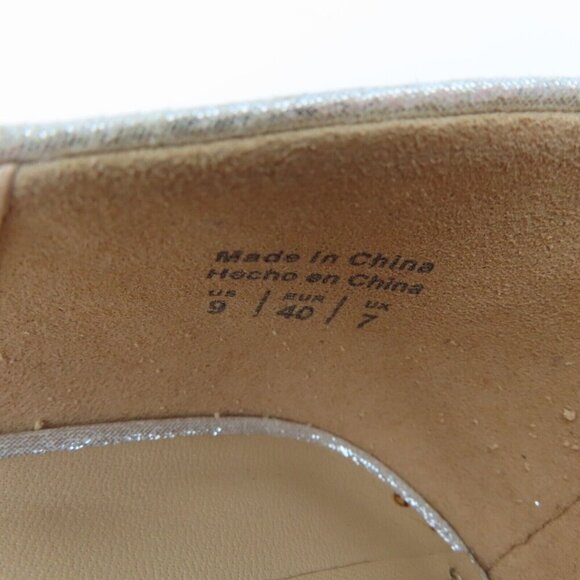 Made in China
Hecho en China
US EUR UK
9 / 40 / 7